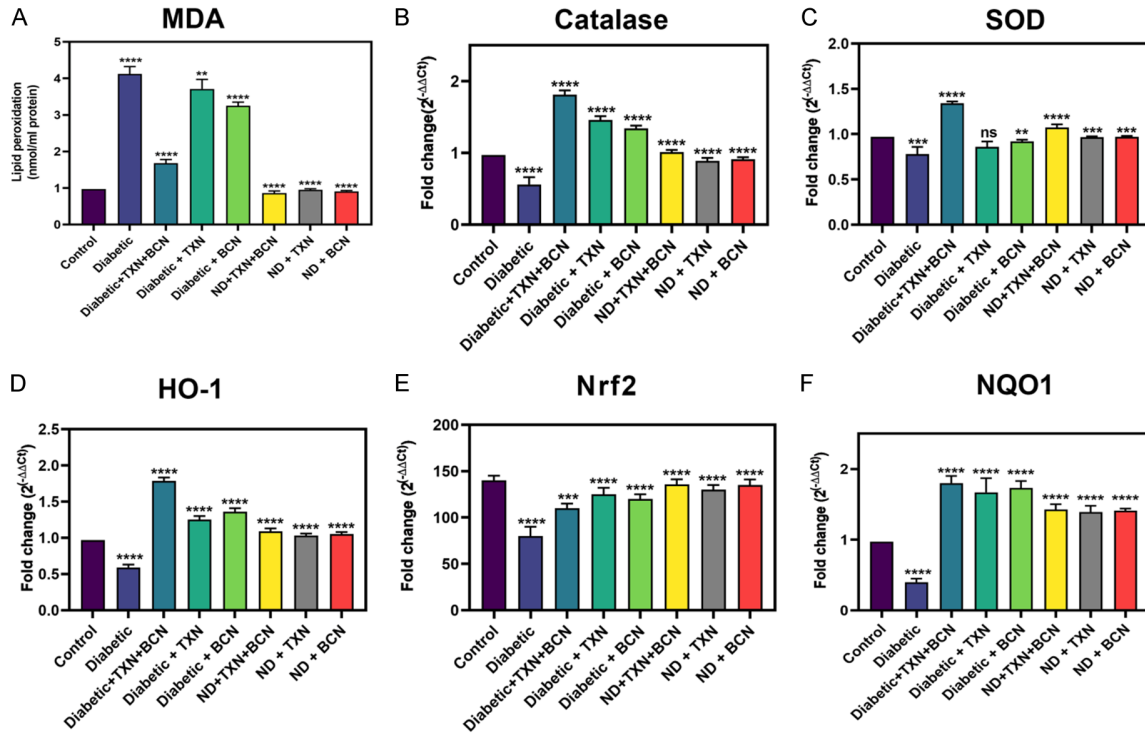 A
MDA
Lipid peroxidation
(nmol/ml protein)
5
4
3
2
1
0
****
****
**
****
****
****
****
Control
Diabetic
Diabetic+TXN+BCN
Diabetic + TXN
Diabetic + BCN
ND+TXN+BCN
ND + TXN
ND + BCN
B
Catalase
Fold change(2^(-ΔΔCt))
2
1
0
****
****
****
****
****
****
****
Control
Diabetic
Diabetic+TXN+BCN
Diabetic + TXN
Diabetic + BCN
ND+TXN+BCN
ND + TXN
ND + BCN
C
SOD
Fold change (2^(-ΔΔCt))
2.0
1.5
1.0
0.5
0.0
***
****
ns
**
****
***
***
Control
Diabetic
Diabetic+TXN+BCN
Diabetic + TXN
Diabetic + BCN
ND+TXN+BCN
ND + TXN
ND + BCN
D
HO-1
Fold change (2^(-ΔΔCt))
2.5
2.0
1.5
1.0
0.5
0.0
****
****
****
****
****
****
****
Control
Diabetic
Diabetic+TXN+BCN
Diabetic + TXN
Diabetic + BCN
ND+TXN+BCN
ND + TXN
ND + BCN
E
Nrf2
Fold change (2^(-ΔΔCt))
200
150
100
50
0
****
***
****
****
****
****
****
Control
Diabetic
Diabetic+TXN+BCN
Diabetic + TXN
Diabetic + BCN
ND+TXN+BCN
ND + TXN
ND + BCN
F
NQO1
Fold change (2^(-ΔΔCt))
2
1
0
****
****
****
****
****
****
****
Control
Diabetic
Diabetic+TXN+BCN
Diabetic + TXN
Diabetic + BCN
ND+TXN+BCN
ND + TXN
ND + BCN